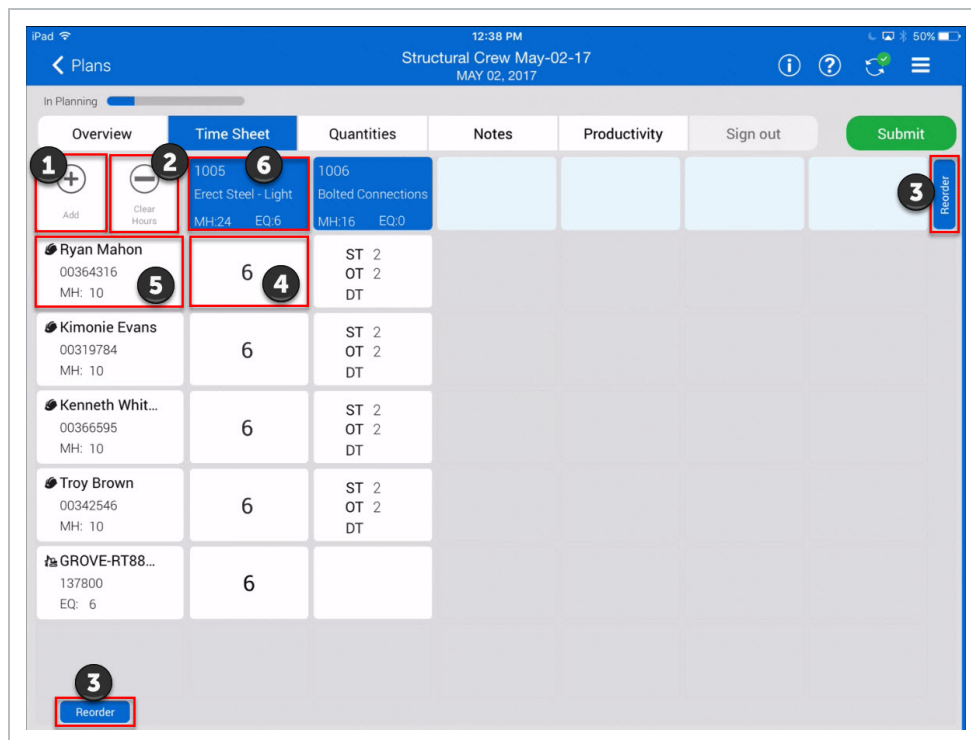 iPad 12:38 PM 50%
Plans Structural Crew May-02-17
MAY 02, 2017
In Planning
Overview Time Sheet Quantities Notes Productivity Sign out Submit
1 2 1005 6 1006
Erect Steel - Light Bolted Connections
Add Clear Hours MH:24 EQ:6 MH:16 EQ:0
3 Reorder
Ryan Mahon
00364316
MH: 10
5
6
4
ST 2
OT 2
DT
Kimonie Evans
00319784
MH: 10
6
ST 2
OT 2
DT
Kenneth Whit...
00366595
MH: 10
6
ST 2
OT 2
DT
Troy Brown
00342546
MH: 10
6
ST 2
OT 2
DT
GROVE-RT88...
137800
EQ: 6
6
3
Reorder